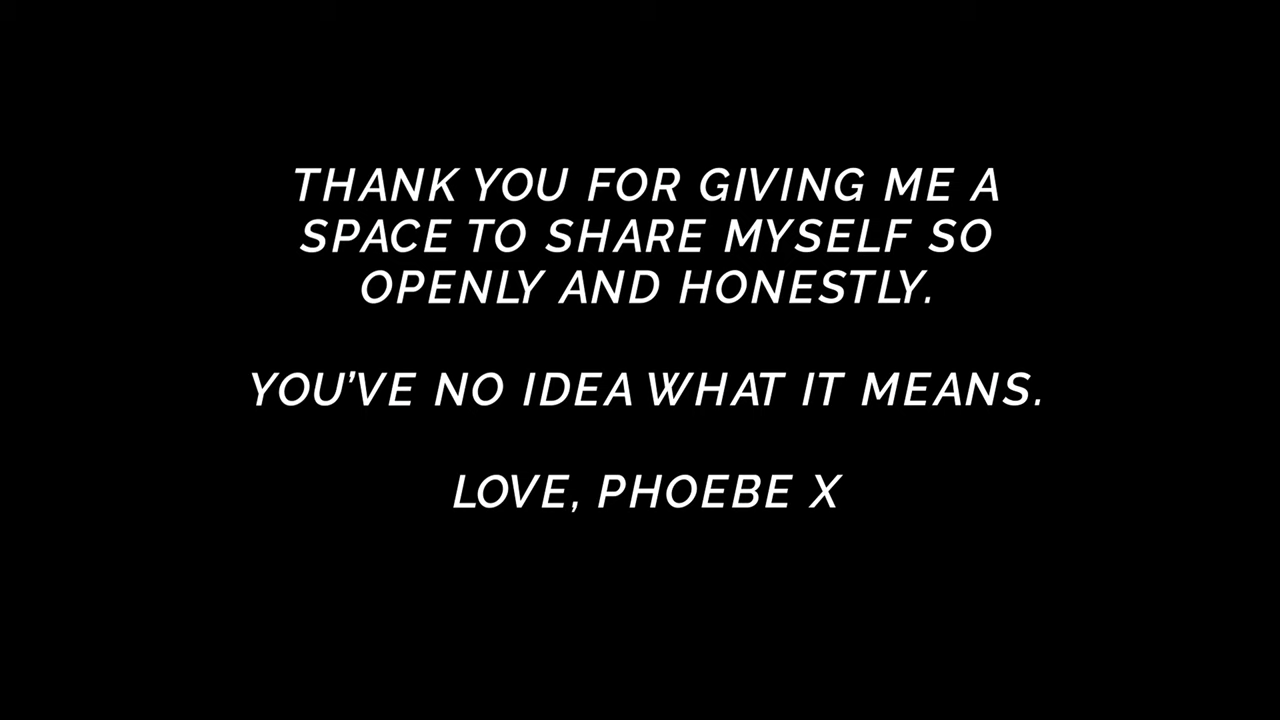 THANK YOU FOR GIVING ME A
SPACE TO SHARE MYSELF SO
OPENLY AND HONESTLY.
YOU’VE NO IDEA WHAT IT MEANS.
LOVE, PHOEBE X